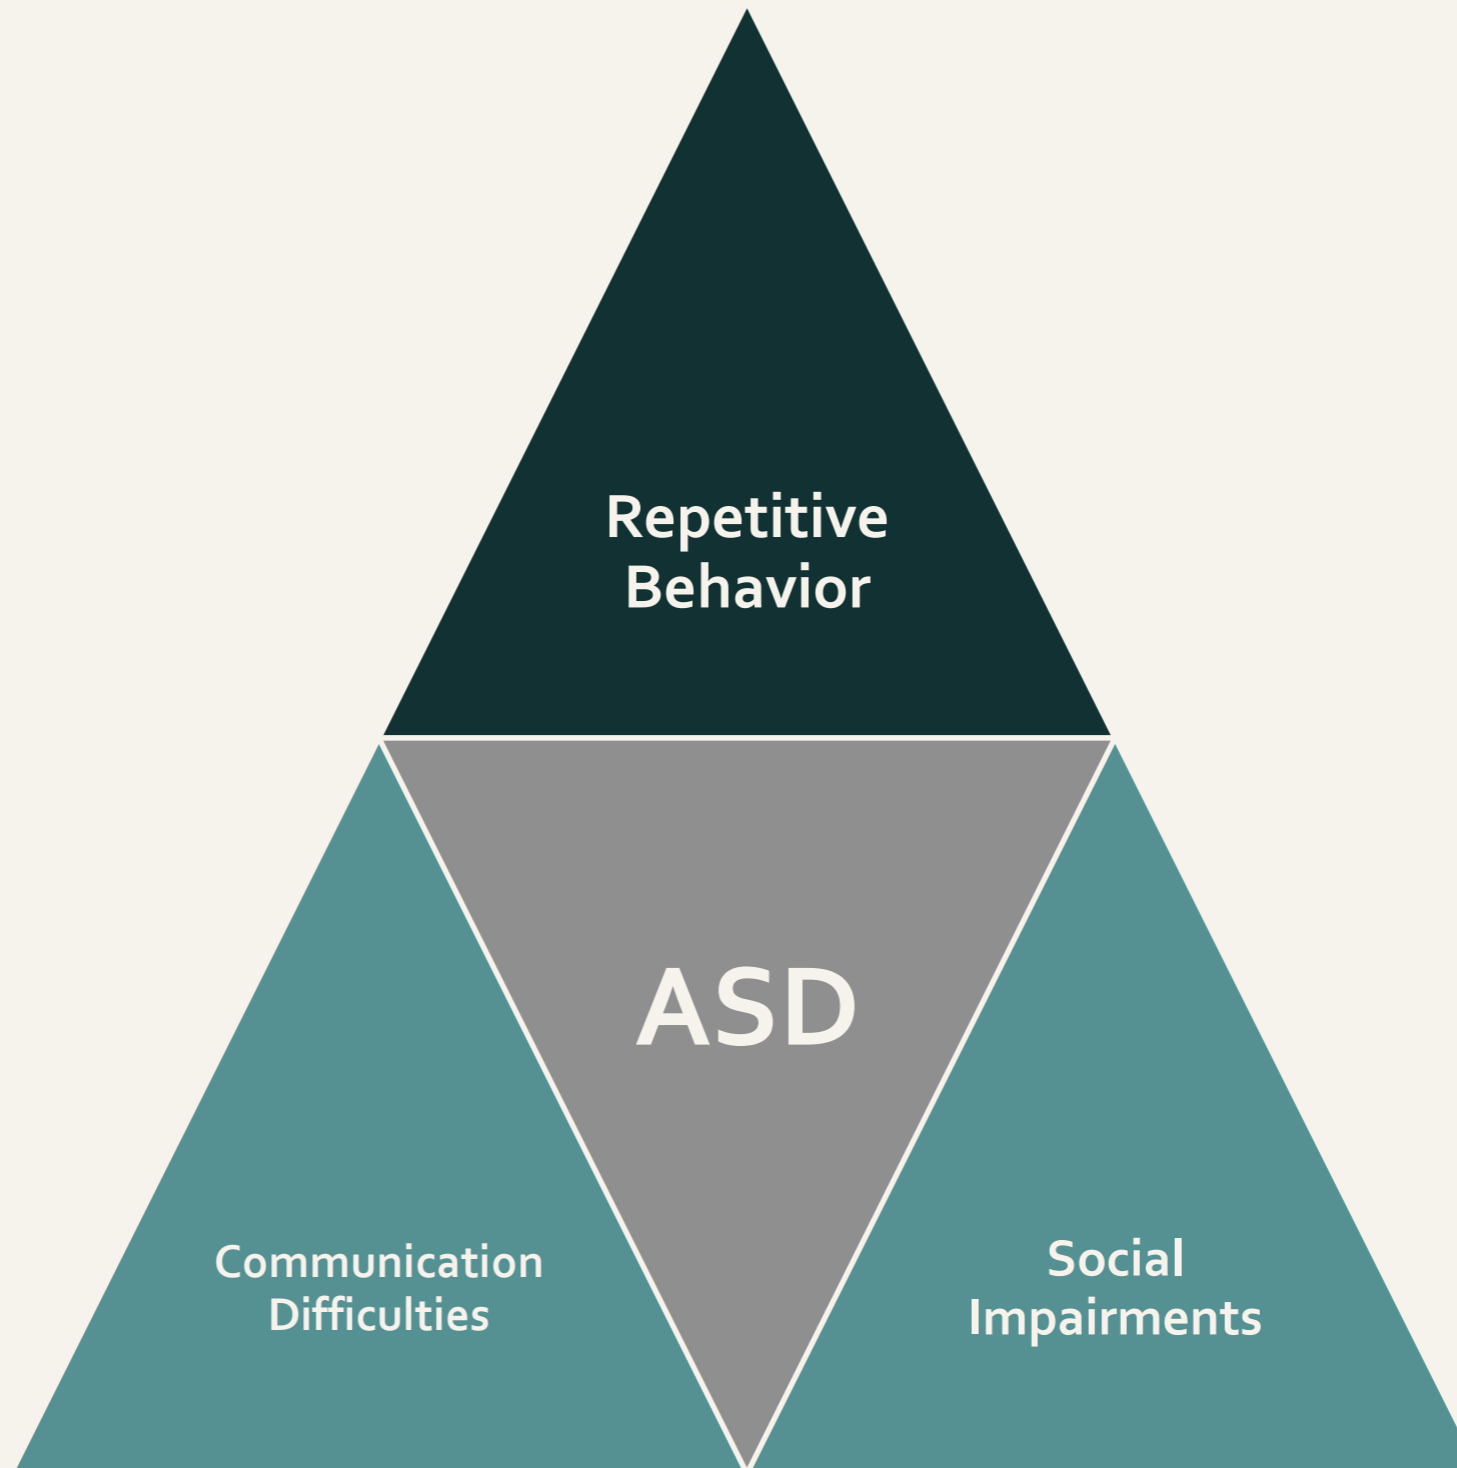 Repetitive
Behavior
ASD
Communication
Difficulties
Social
Impairments